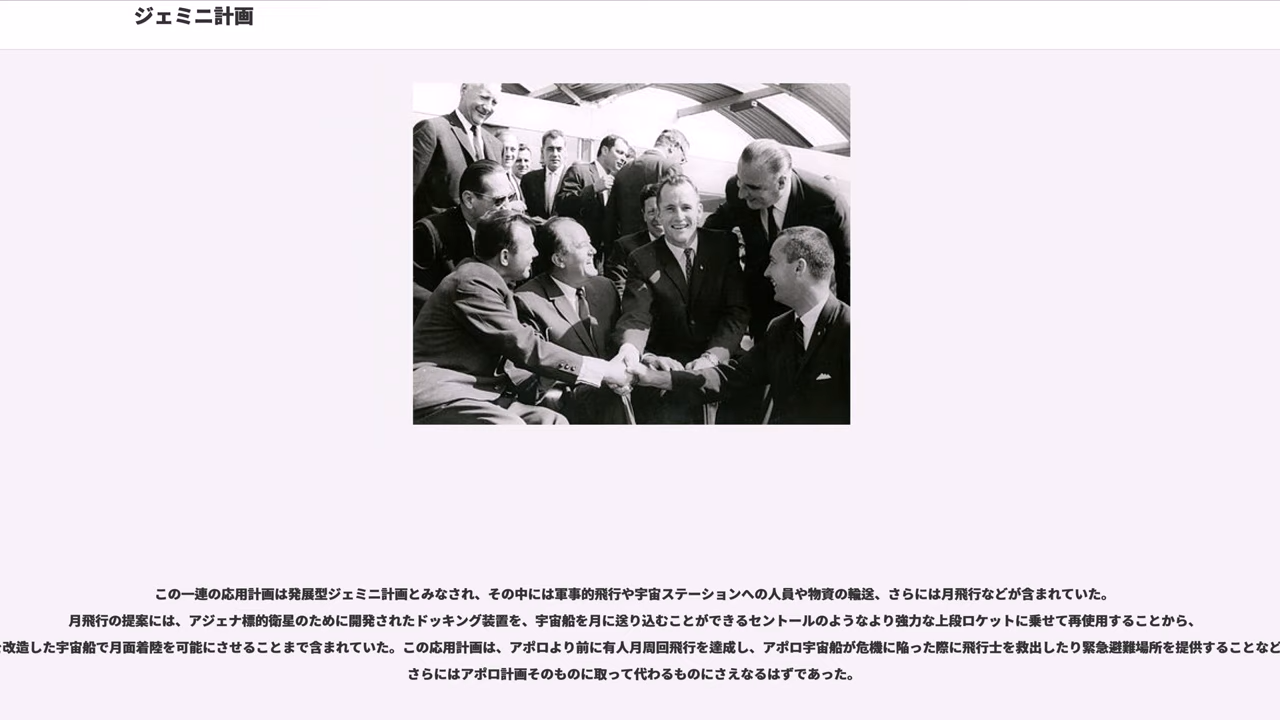 ジェミニ計画
この一連の応用計画は発展型ジェミニ計画とみなされ、その中には軍事的飛行や宇宙ステーションへの人員や物資の輸送、さらには月飛行などが含まれていた。
月飛行の提案には、アジェナ標的衛星のために開発されたドッキング装置を、宇宙船を月に送り込むことができるセントールのようなより強力な上段ロケットに乗せて再使用することから、
改造した宇宙船で月面着陸を可能にさせることまで含まれていた。この応用計画は、アポロより前に有人月周回飛行を達成し、アポロ宇宙船が危機に陥った際に飛行士を救出したり緊急避難場所を提供することなど
さらにはアポロ計画そのものに取って代わるものにさえなるはずであった。